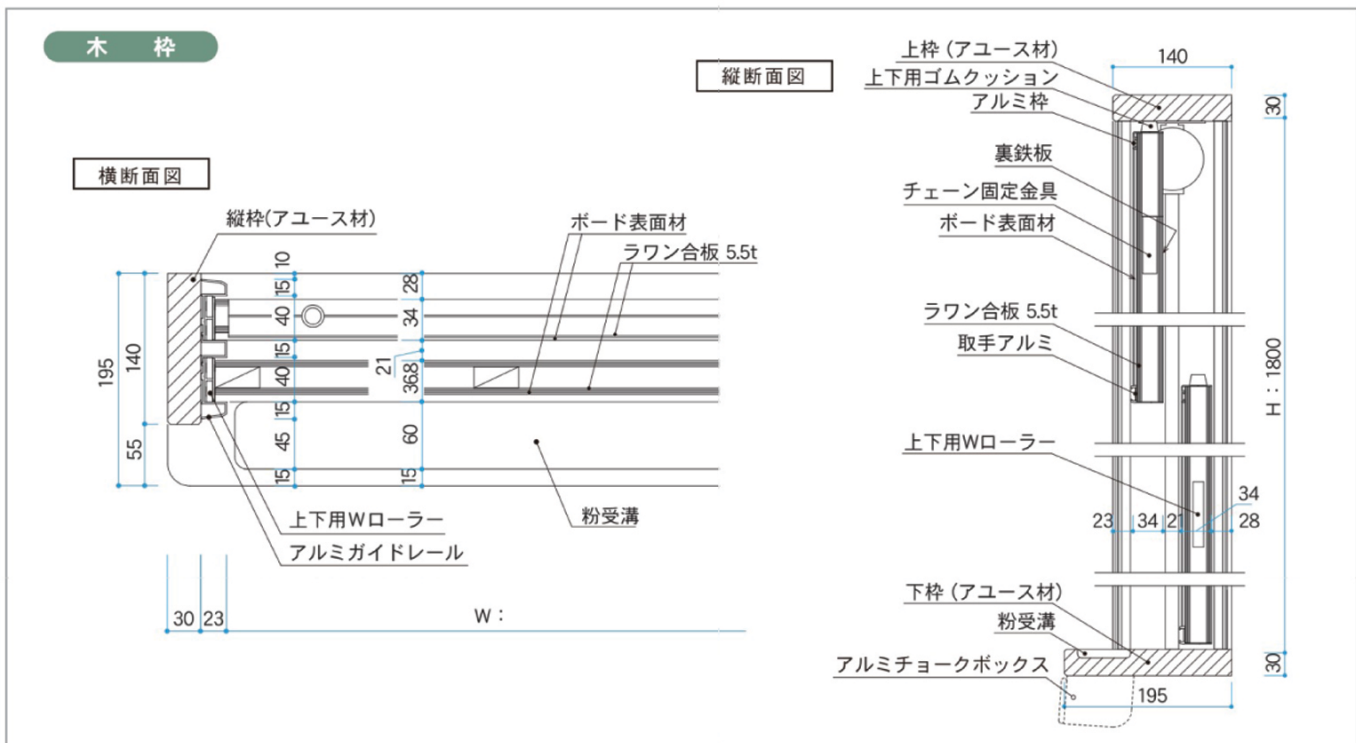 木 枠
横断面図
縦枠(アユース材)
ボード表面材
ラワン合板 5.5t
195
140
55
10
15
40
15
40
15
45
15
28
34
21
36.8
60
15
上下用Wローラー
アルミガイドレール
粉受溝
30
23
W：
縦断面図
上枠 (アユース材)
上下用ゴムクッション
アルミ枠
裏鉄板
チェーン固定金具
ボード表面材
ラワン合板 5.5t
取手アルミ
上下用Wローラー
下枠 (アユース材)
粉受溝
アルミチョークボックス
140
30
H：1800
34
23
34
21
28
30
195